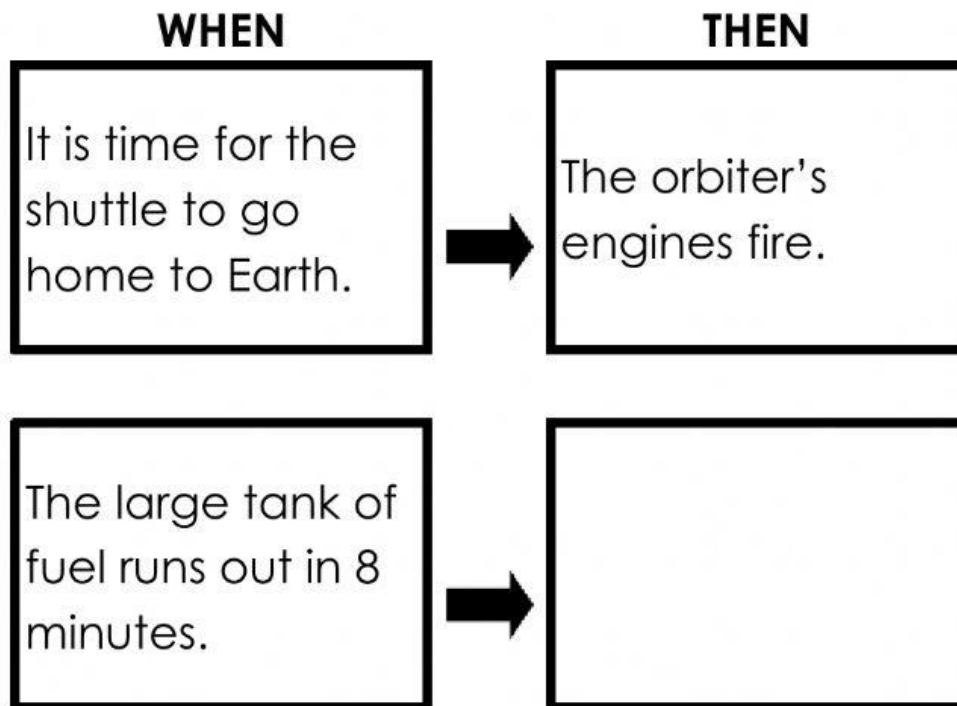 WHEN
THEN
It is time for the
shuttle to go
home to Earth.
The orbiter’s
engines fire.
The large tank of
fuel runs out in 8
minutes.